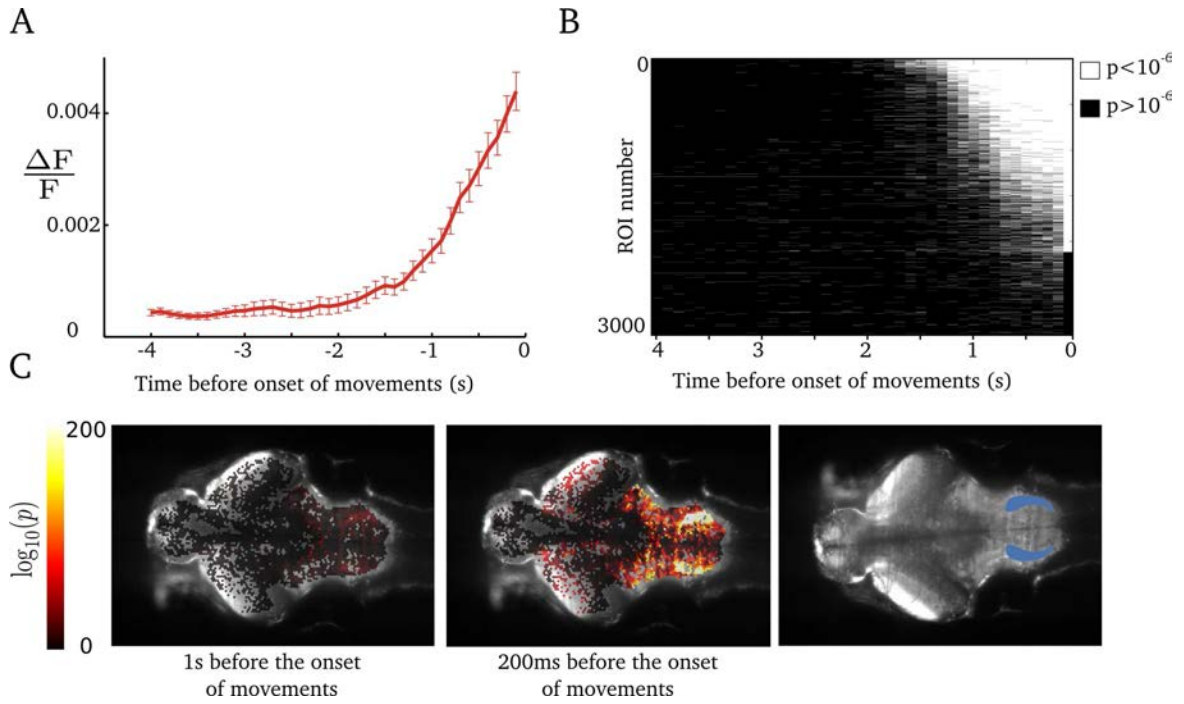 A
0.004
ΔF
F
0.002
0
-4 -3 -2 -1 0
Time before onset of movements (s)
B
0
ROI number
3000
4 3 2 1 0
Time before onset of movements (s)
p<10⁻⁶
p>10⁻⁶
C
200
log₁₀(p)
0
1s before the onset
of movements
200ms before the onset
of movements